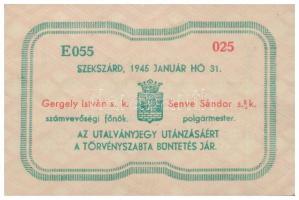 E055 025
SZEKSZÁRD, 1945 JANUÁR HÓ 31.
Gergely István s. k. Senve Sándor s. k.
számvevőségi főnök. polgármester.
AZ UTALVÁNYJEGY UTÁNZÁSÁÉRT
A TÖRVÉNYSZABTA BÜNTETÉS JÁR.